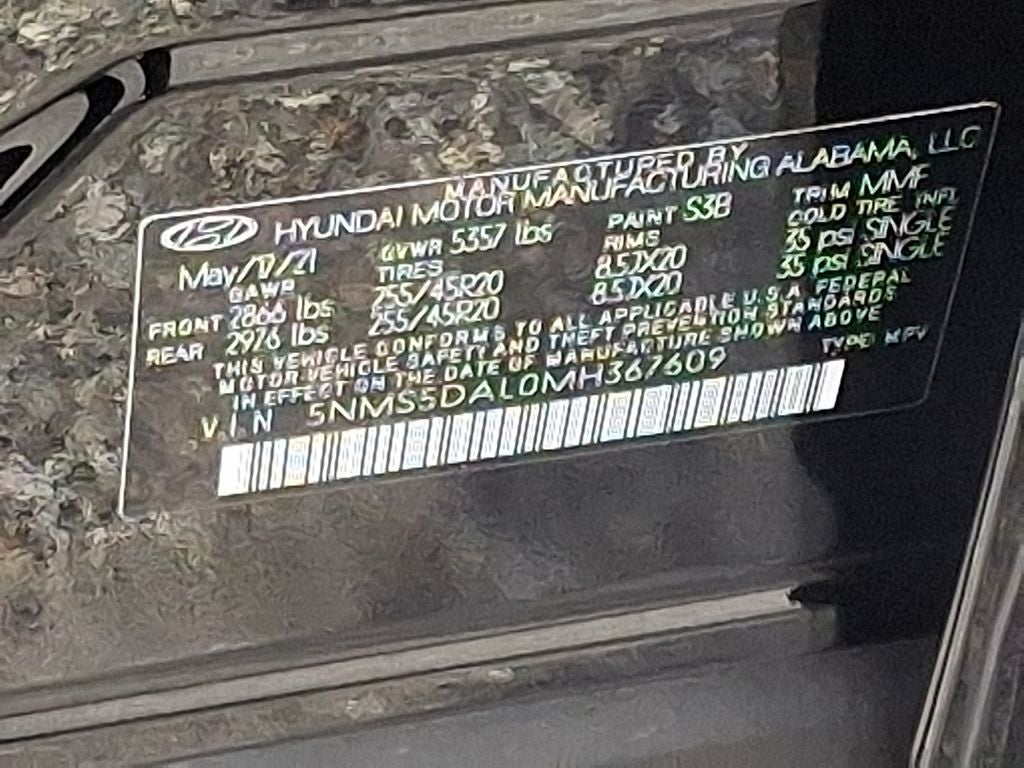 MANUFACTURED BY
HYUNDAI MOTOR MANUFACTURING ALABAMA, LLC
May/17/21 GVWR 5357 lbs PAINT S3B TRIM MMF
GAWR TIRES RIMS COLD TIRE INFL
FRONT 2866 lbs 255/45R20 8.5JX20 35 psi SINGLE
REAR 2976 lbs 255/45R20 8.5JX20 35 psi SINGLE
THIS VEHICLE CONFORMS TO ALL APPLICABLE U.S.A. FEDERAL
MOTOR VEHICLE SAFETY AND THEFT PREVENTION STANDARDS
IN EFFECT ON THE DATE OF MANUFACTURE SHOWN ABOVE
V.I.N 5NMS5DAL0MH367609 TYPE: MPV